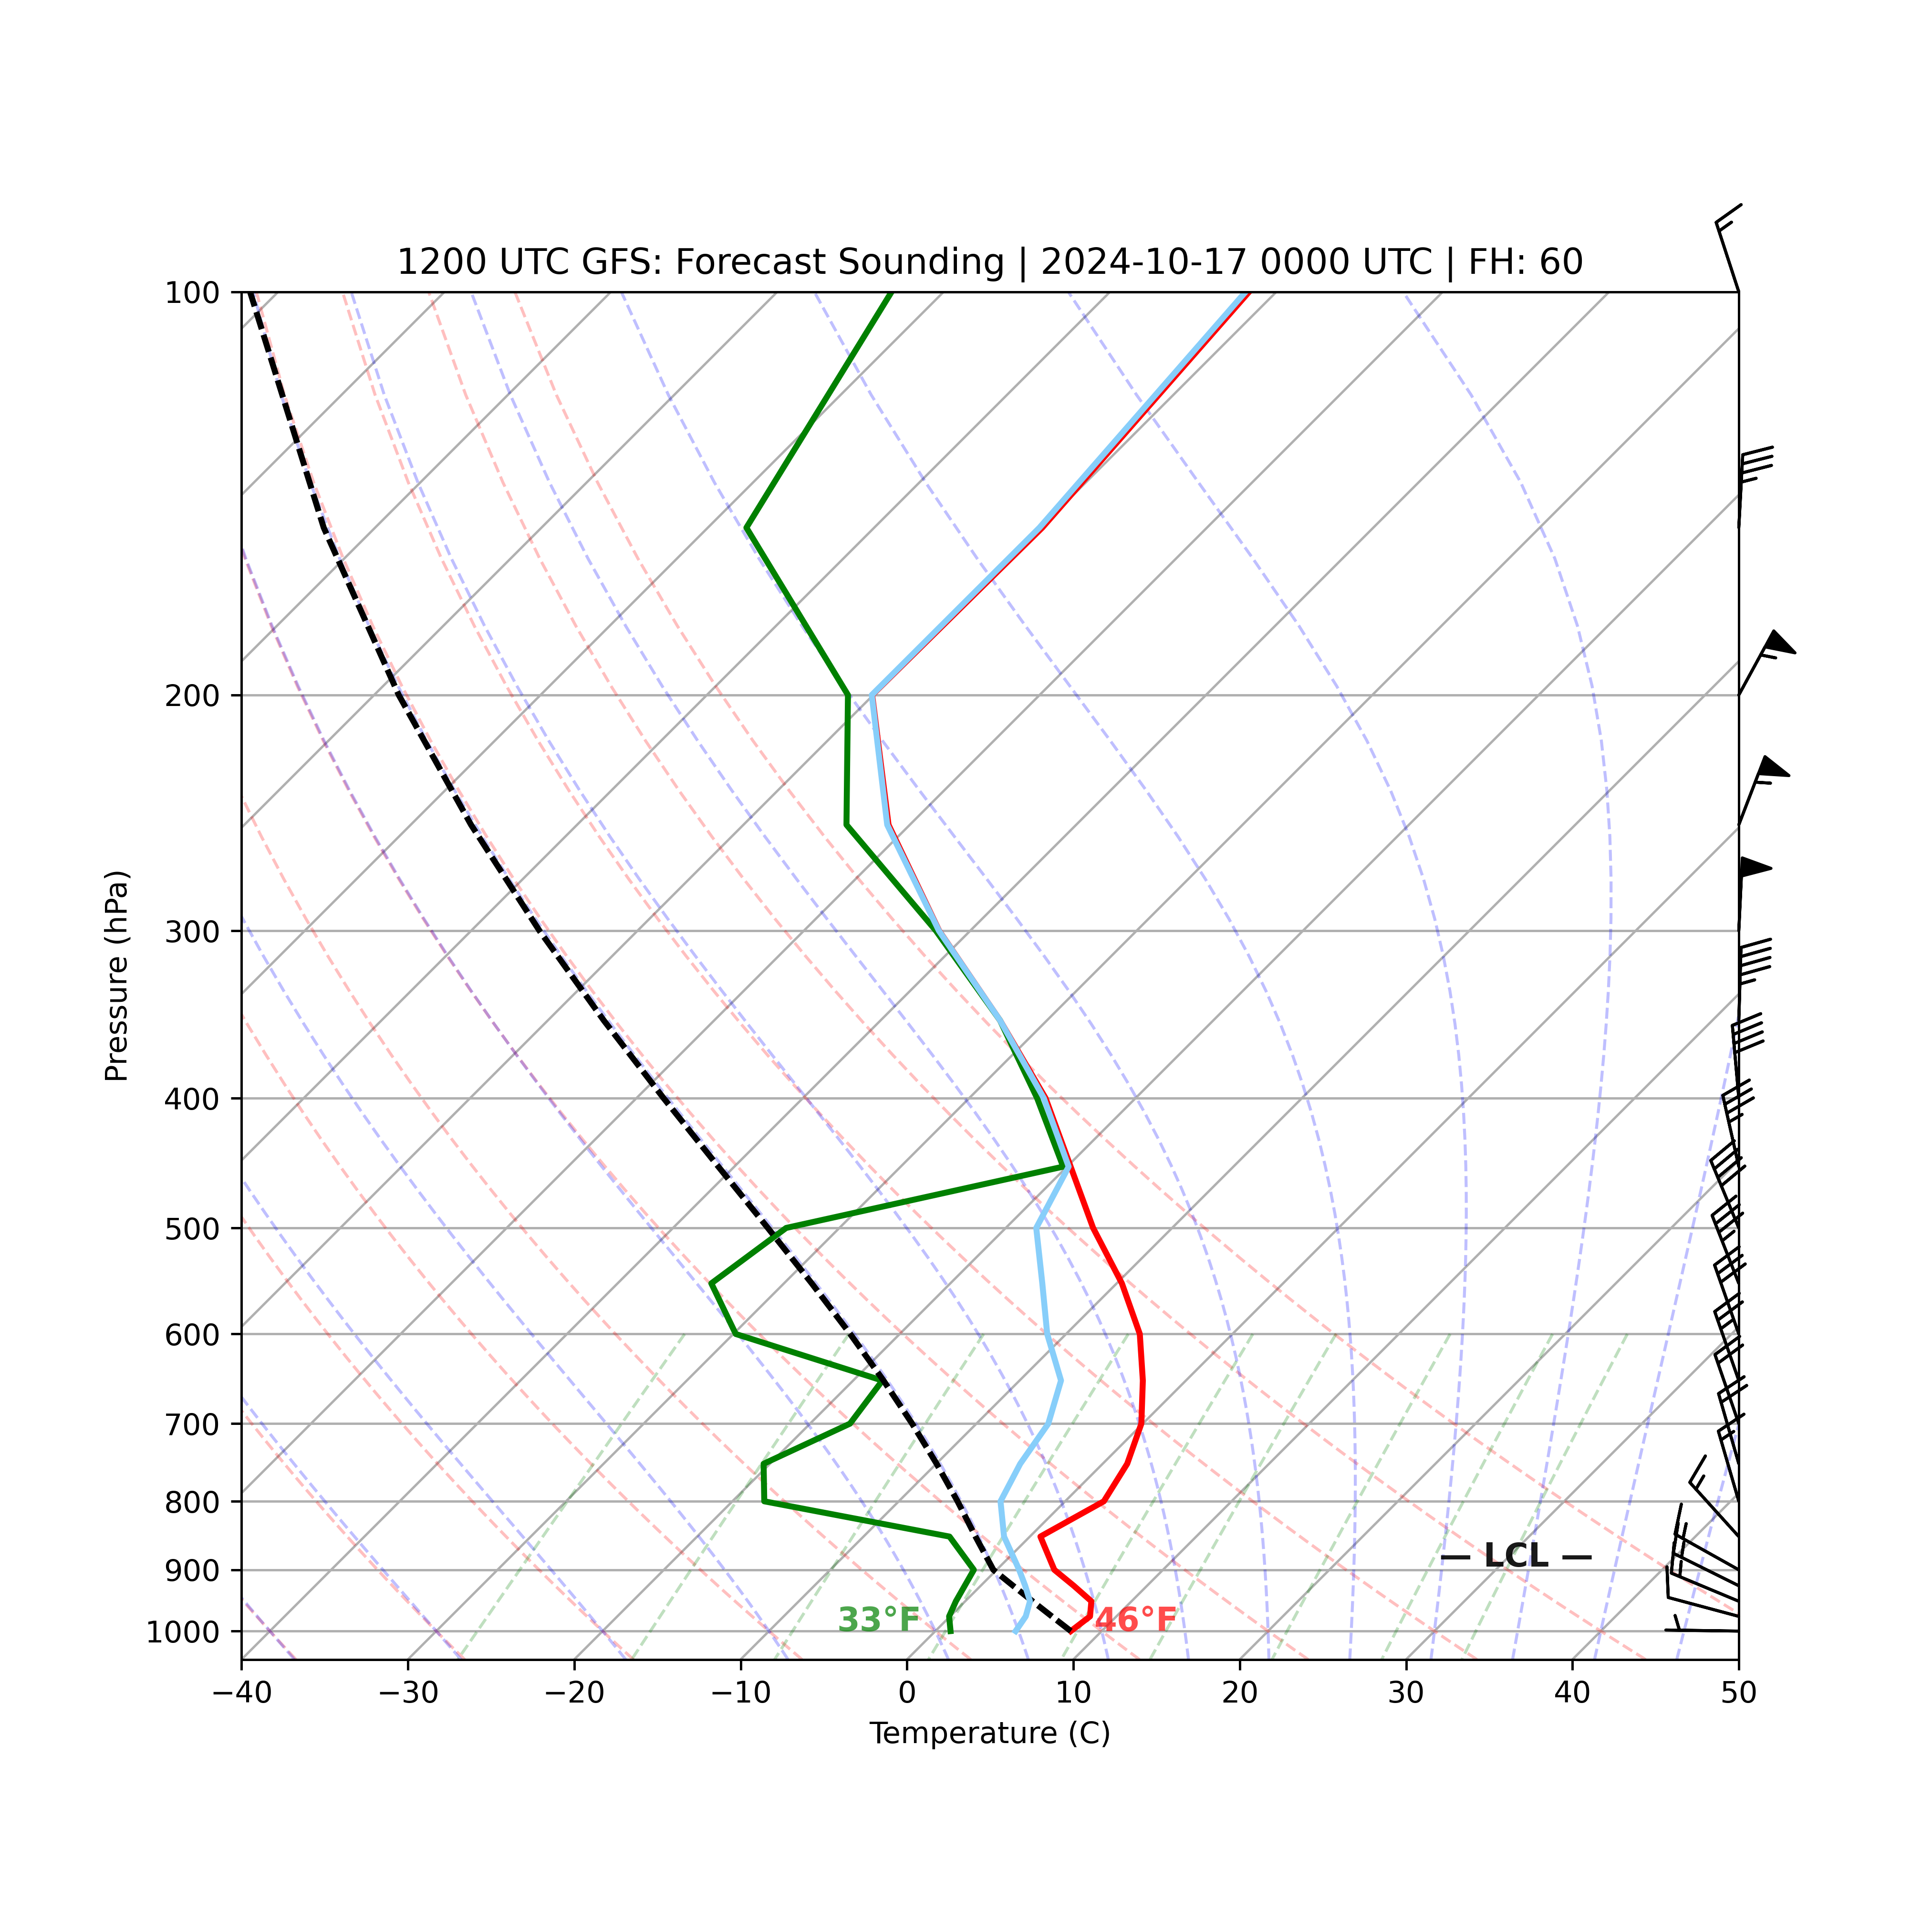 1200 UTC GFS: Forecast Sounding | 2024-10-17 0000 UTC | FH: 60
100
200
300
400
500
600
700
800
900
1000
Pressure (hPa)
— LCL —
33°F
46°F
−40 −30 −20 −10 0 10 20 30 40 50
Temperature (C)